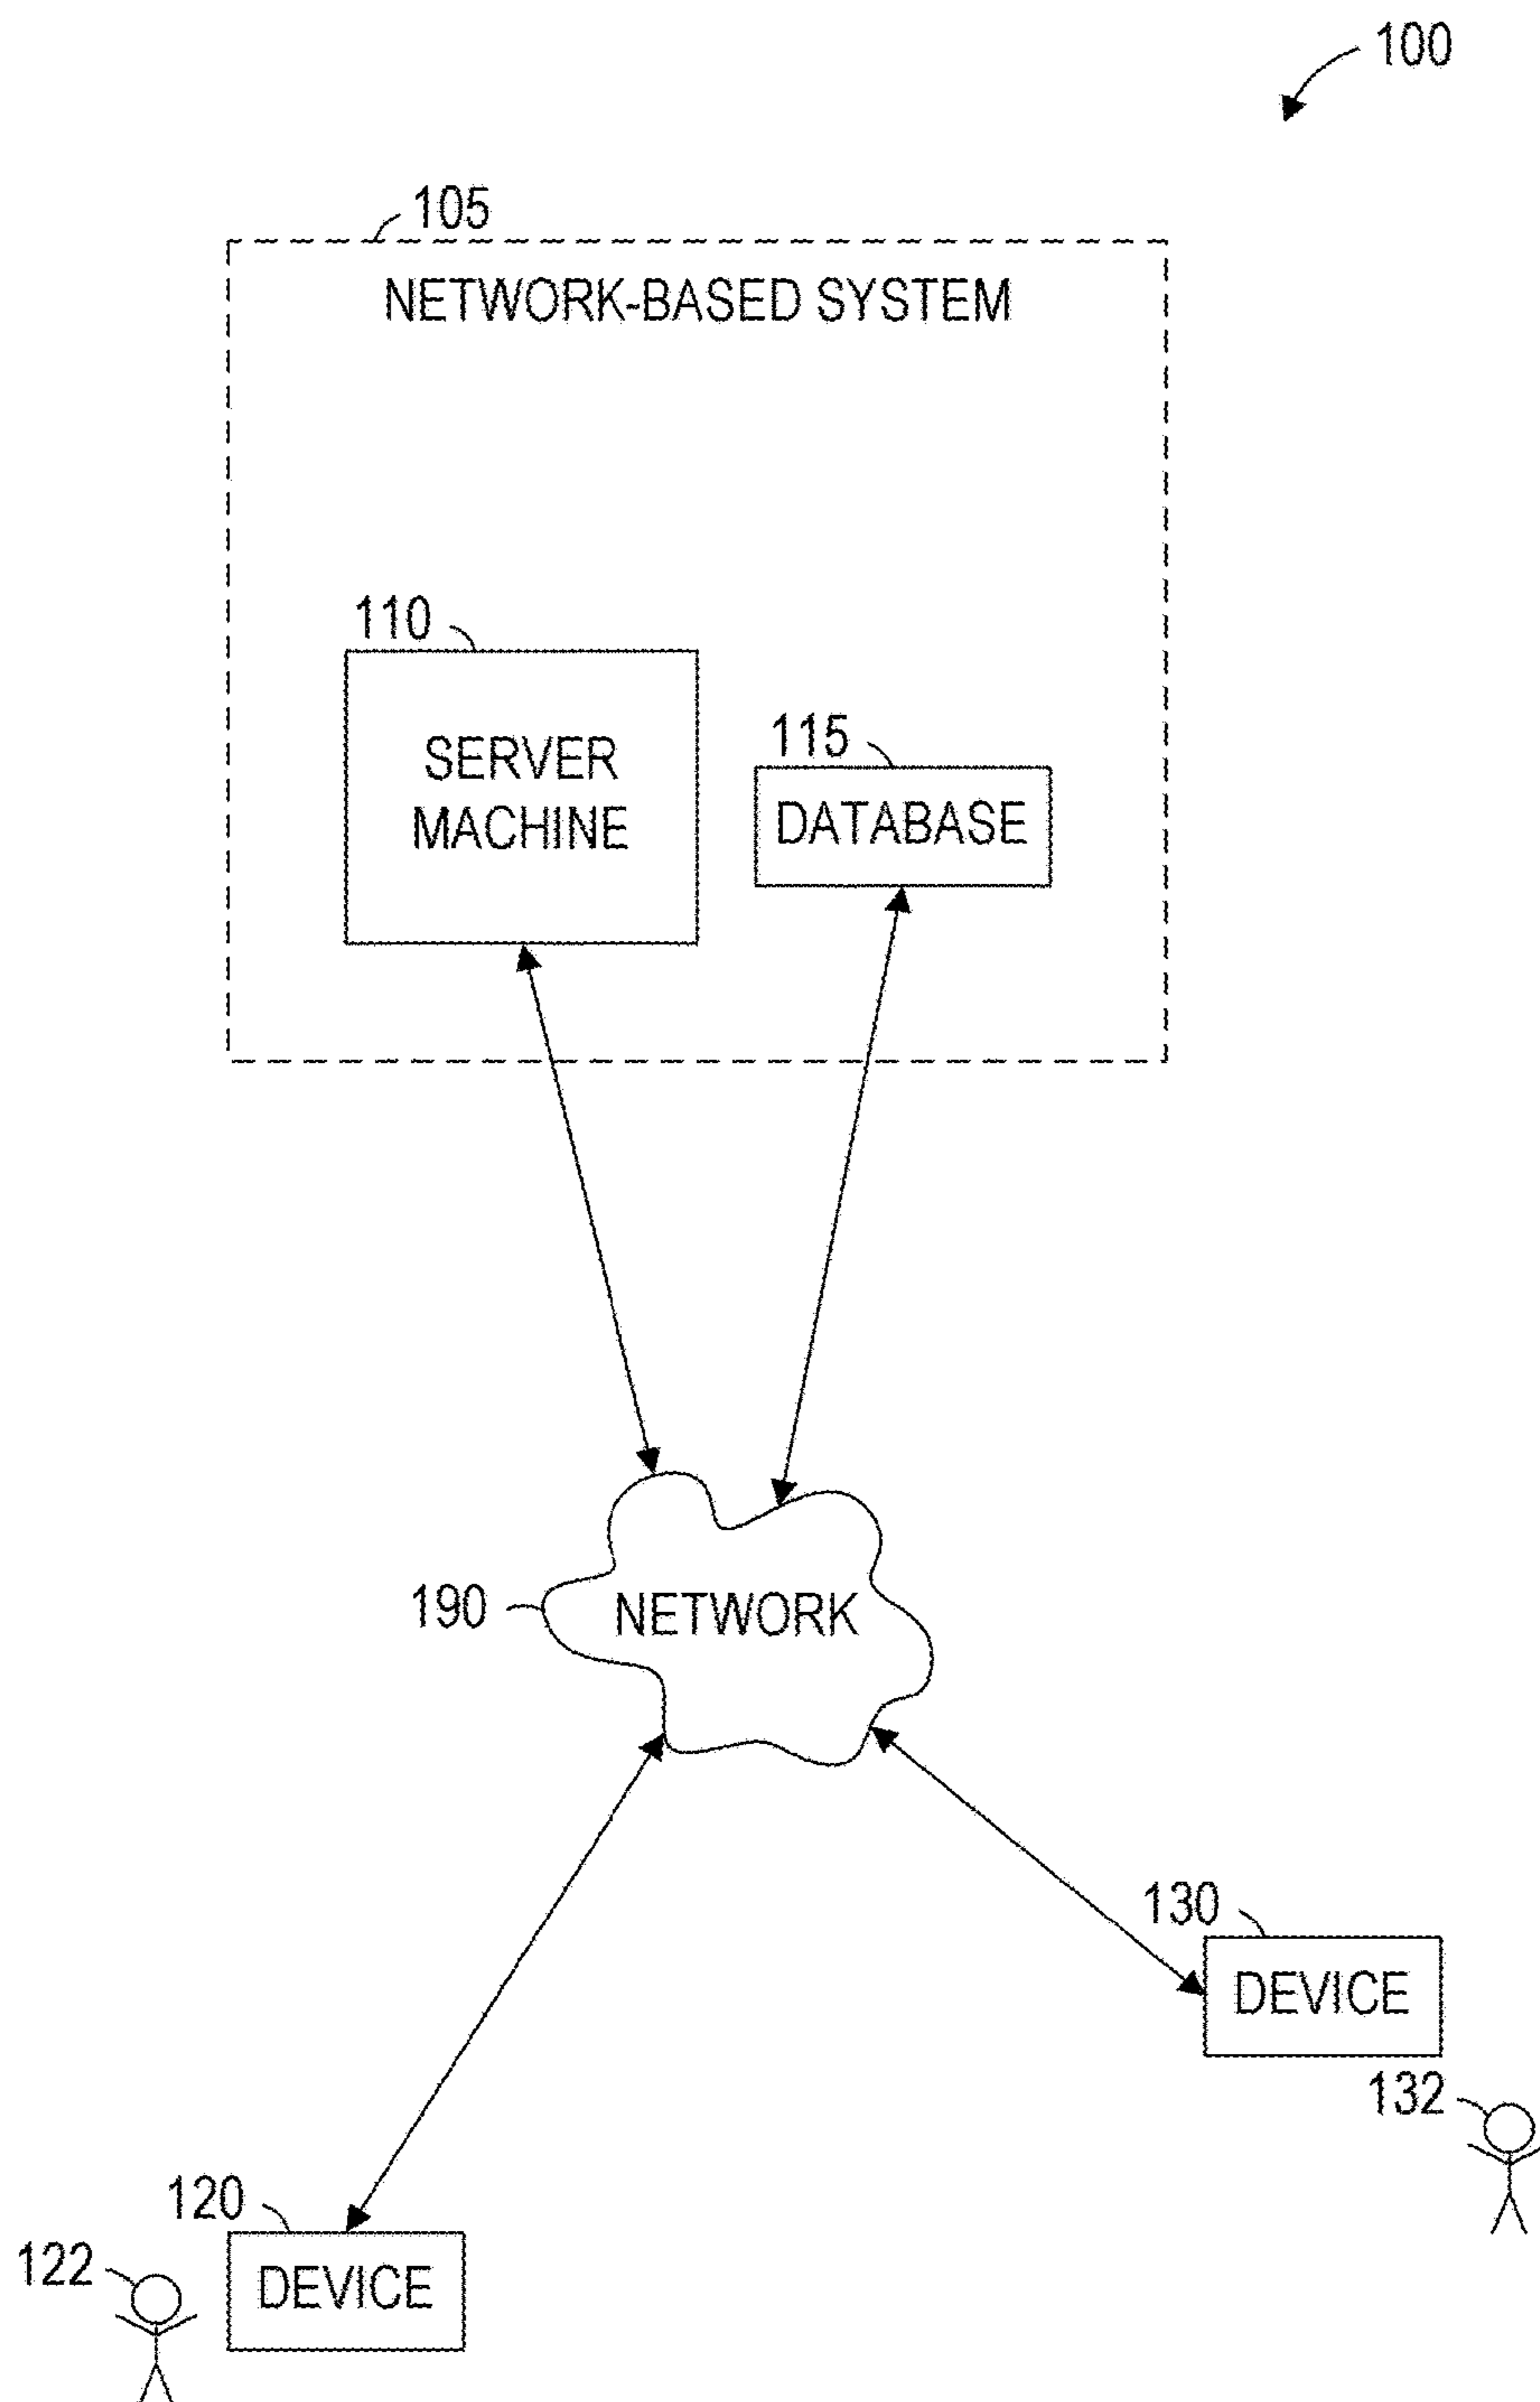 100
105
NETWORK-BASED SYSTEM
110
SERVER
MACHINE
115
DATABASE
190
NETWORK
130
DEVICE
132
120
DEVICE
122